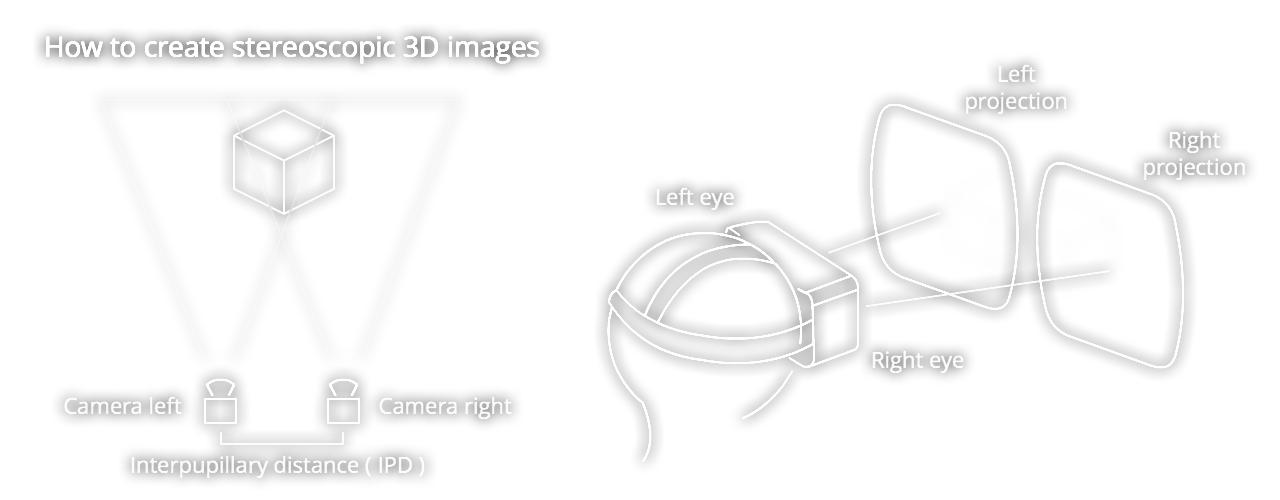 How to create stereoscopic 3D images
Camera left
Camera right
Interpupillary distance ( IPD )
Left eye
Right eye
Left
projection
Right
projection